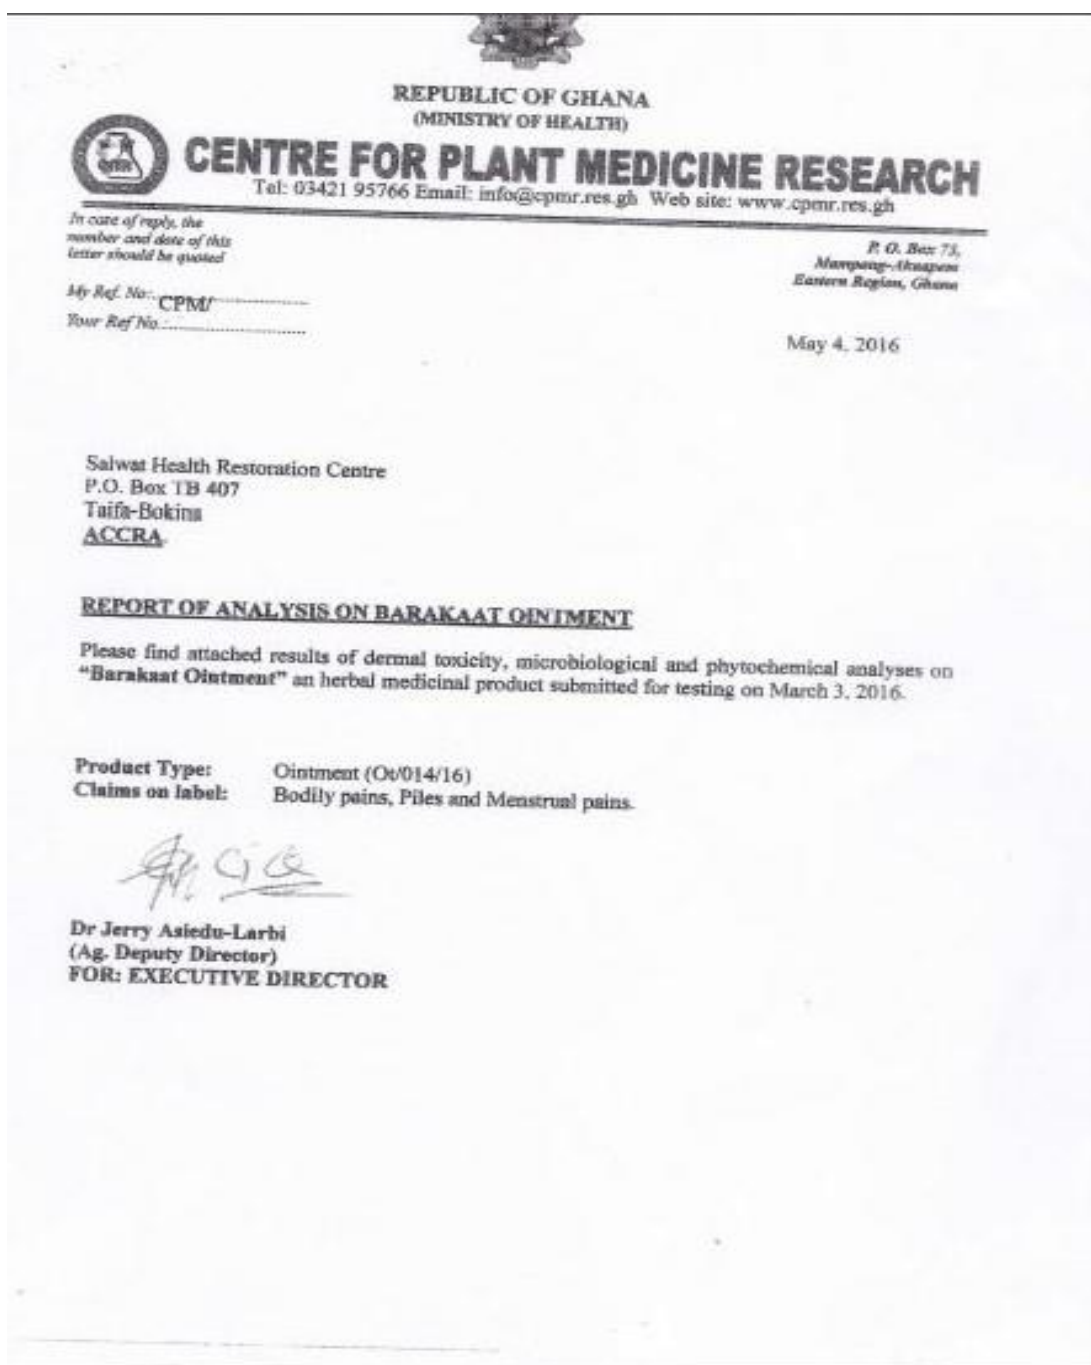 REPUBLIC OF GHANA
(MINISTRY OF HEALTH)
CENTRE FOR PLANT MEDICINE RESEARCH
Tel: 03421 95766 Email: info@cpmr.res.gh Web site: www.cpmr.res.gh
In case of reply, the
number and date of this
letter should be quoted
My Ref. No:. CPM/
Your Ref No.
P. O. Box 73,
Mampong-Akuapem
Eastern Region, Ghana
May 4, 2016
Salwat Health Restoration Centre
P.O. Box TB 407
Taifa-Bokina
ACCRA
REPORT OF ANALYSIS ON BARAKAAT OINTMENT
Please find attached results of dermal toxicity, microbiological and phytochemical analyses on
"Barakaat Ointment" an herbal medicinal product submitted for testing on March 3, 2016.
Product Type: Ointment (Ot/014/16)
Claims on label: Bodily pains, Piles and Menstrual pains.
Dr Jerry Asiedu-Larbi
(Ag. Deputy Director)
FOR: EXECUTIVE DIRECTOR